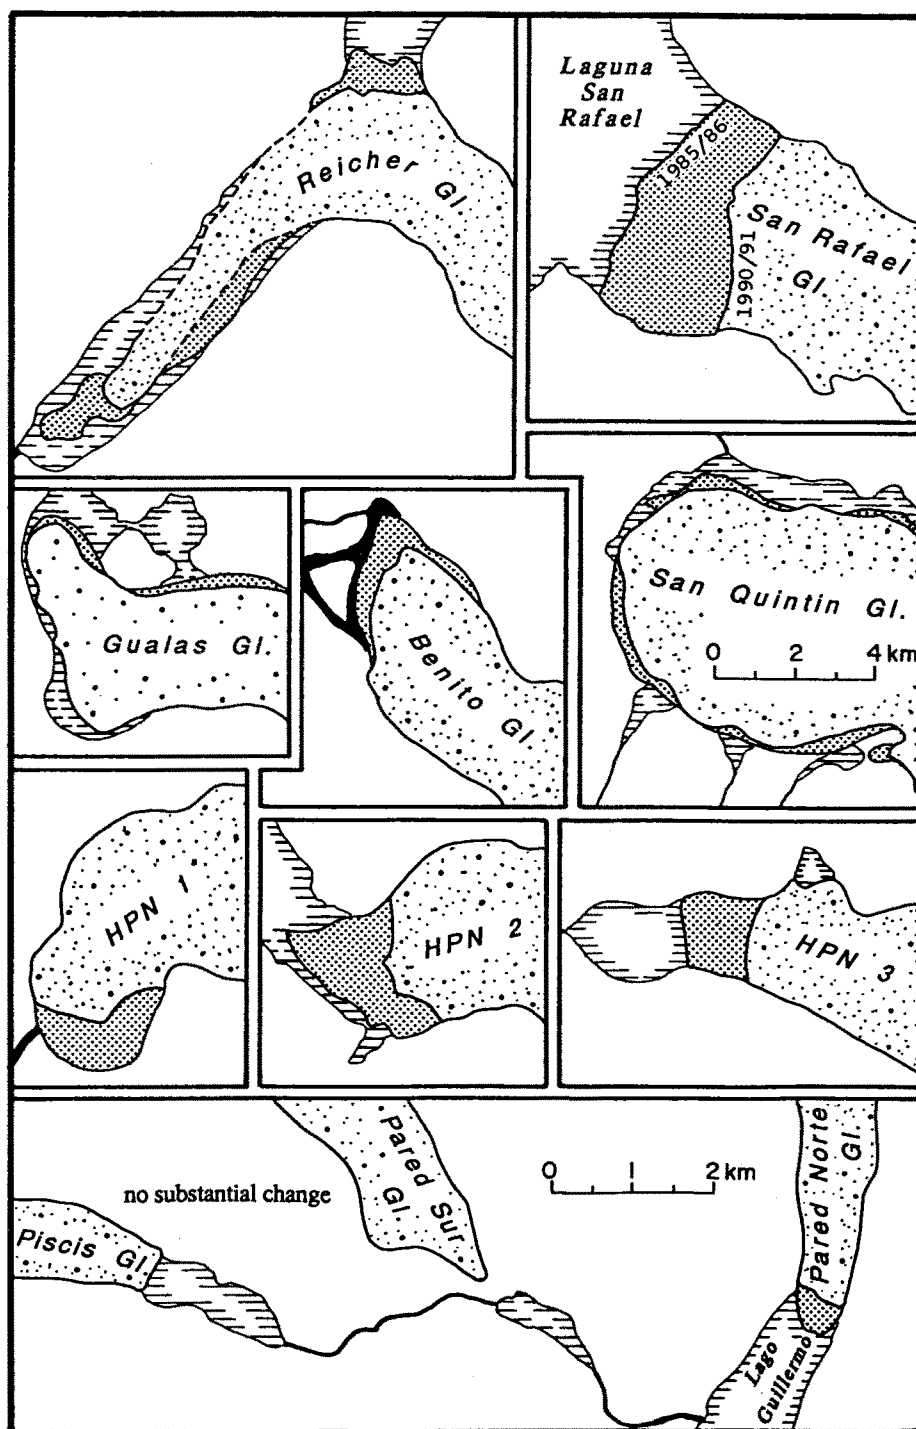 Laguna
San
Rafael
Reicher Gl.
1985/86
San Rafael
Gl.
1990/91
Gualas Gl.
Benito Gl.
San Quintin Gl.
0 2 4 km
HPN 1
HPN 2
HPN 3
Pared Sur
Gl.
no substantial change
0 1 2 km
Pared Norte
Gl.
Piscis Gl.
Lago
Guillermo